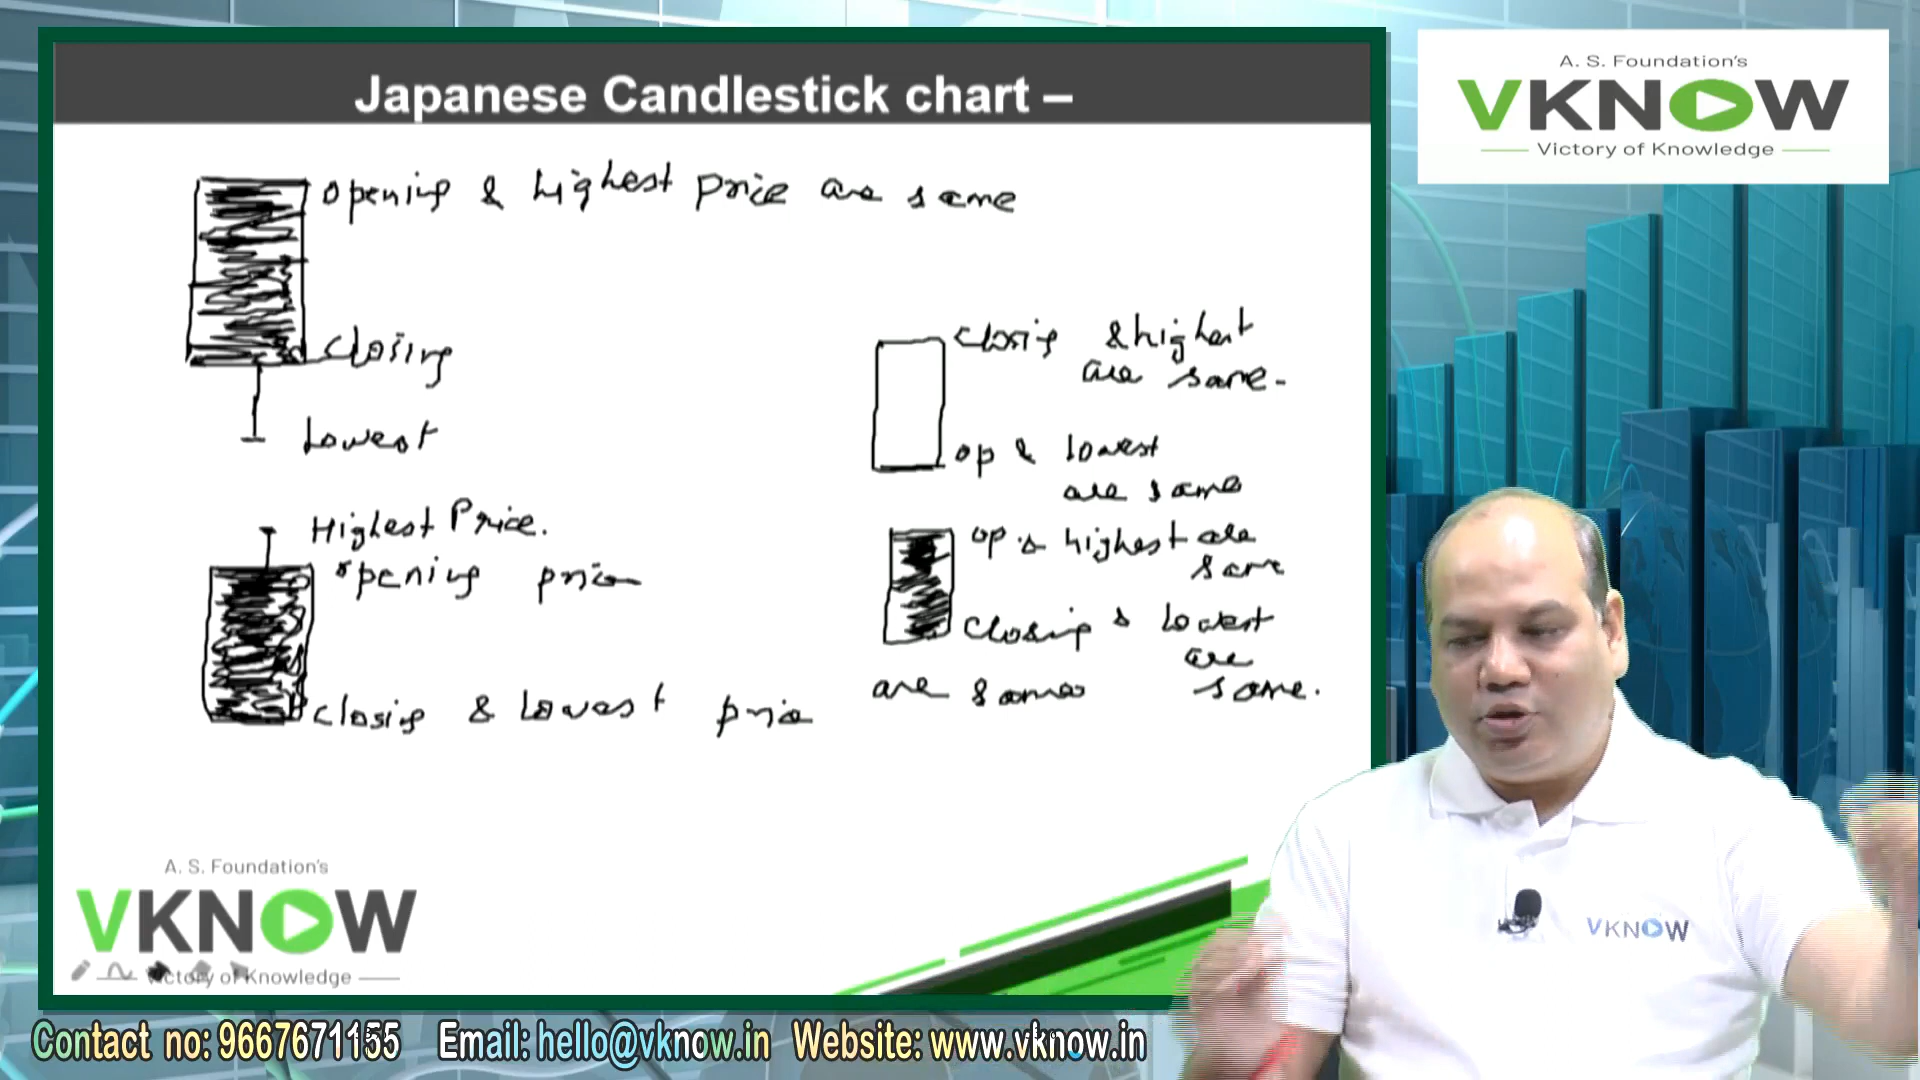 Japanese Candlestick chart –
A. S. Foundation's
VKNOW
Victory of Knowledge
opening & highest price are same
closing
Lowest
closing & highest
are same.
op & lowest
are same
Highest Price.
opening price
op & highest are
same
closing & lowest
are
same.
closing & Lowest price are same
A. S. Foundation's
VKNOW
Victory of Knowledge
VKNOW
Contact no: 9667671155 Email: hello@vknow.in Website: www.vknow.in